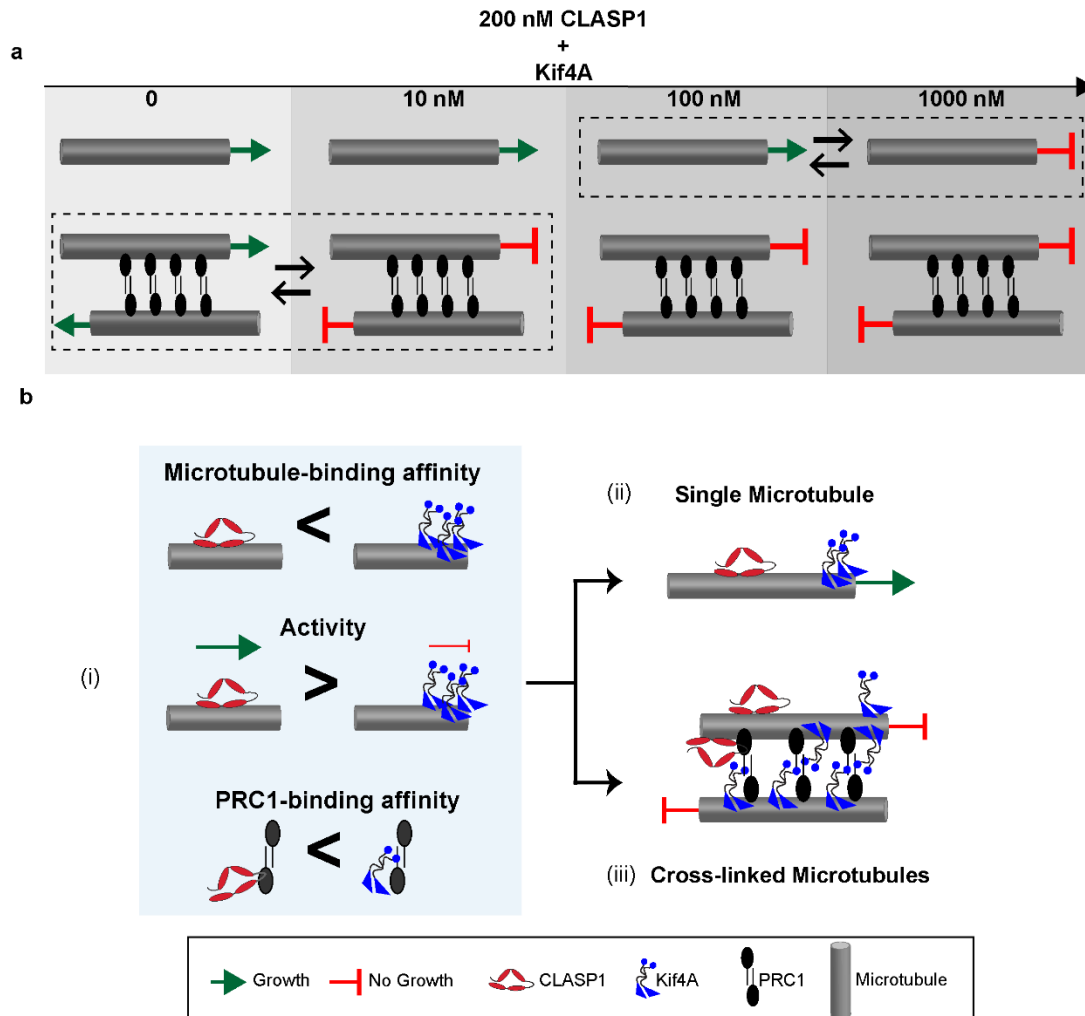 200 nM CLASP1
+
Kif4A
a
0 10 nM 100 nM 1000 nM
b
Microtubule-binding affinity
<
(i)
Activity
>
PRC1-binding affinity
<
(ii) Single Microtubule
(iii) Cross-linked Microtubules
Growth No Growth CLASP1 Kif4A PRC1 Microtubule